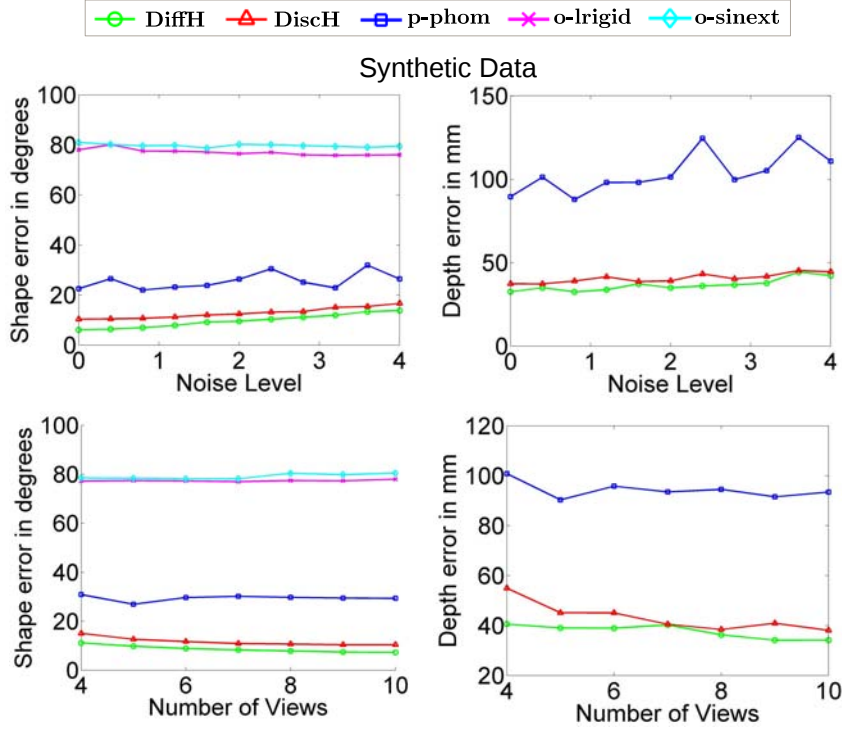 DiffH DiscH p-phom o-lrigid o-sinext
Synthetic Data
100
80
60
40
20
0
Shape error in degrees
0 1 2 3 4
Noise Level
150
100
50
0
Depth error in mm
0 1 2 3 4
Noise Level
100
80
60
40
20
0
Shape error in degrees
4 6 8 10
Number of Views
120
100
80
60
40
20
Depth error in mm
4 6 8 10
Number of Views